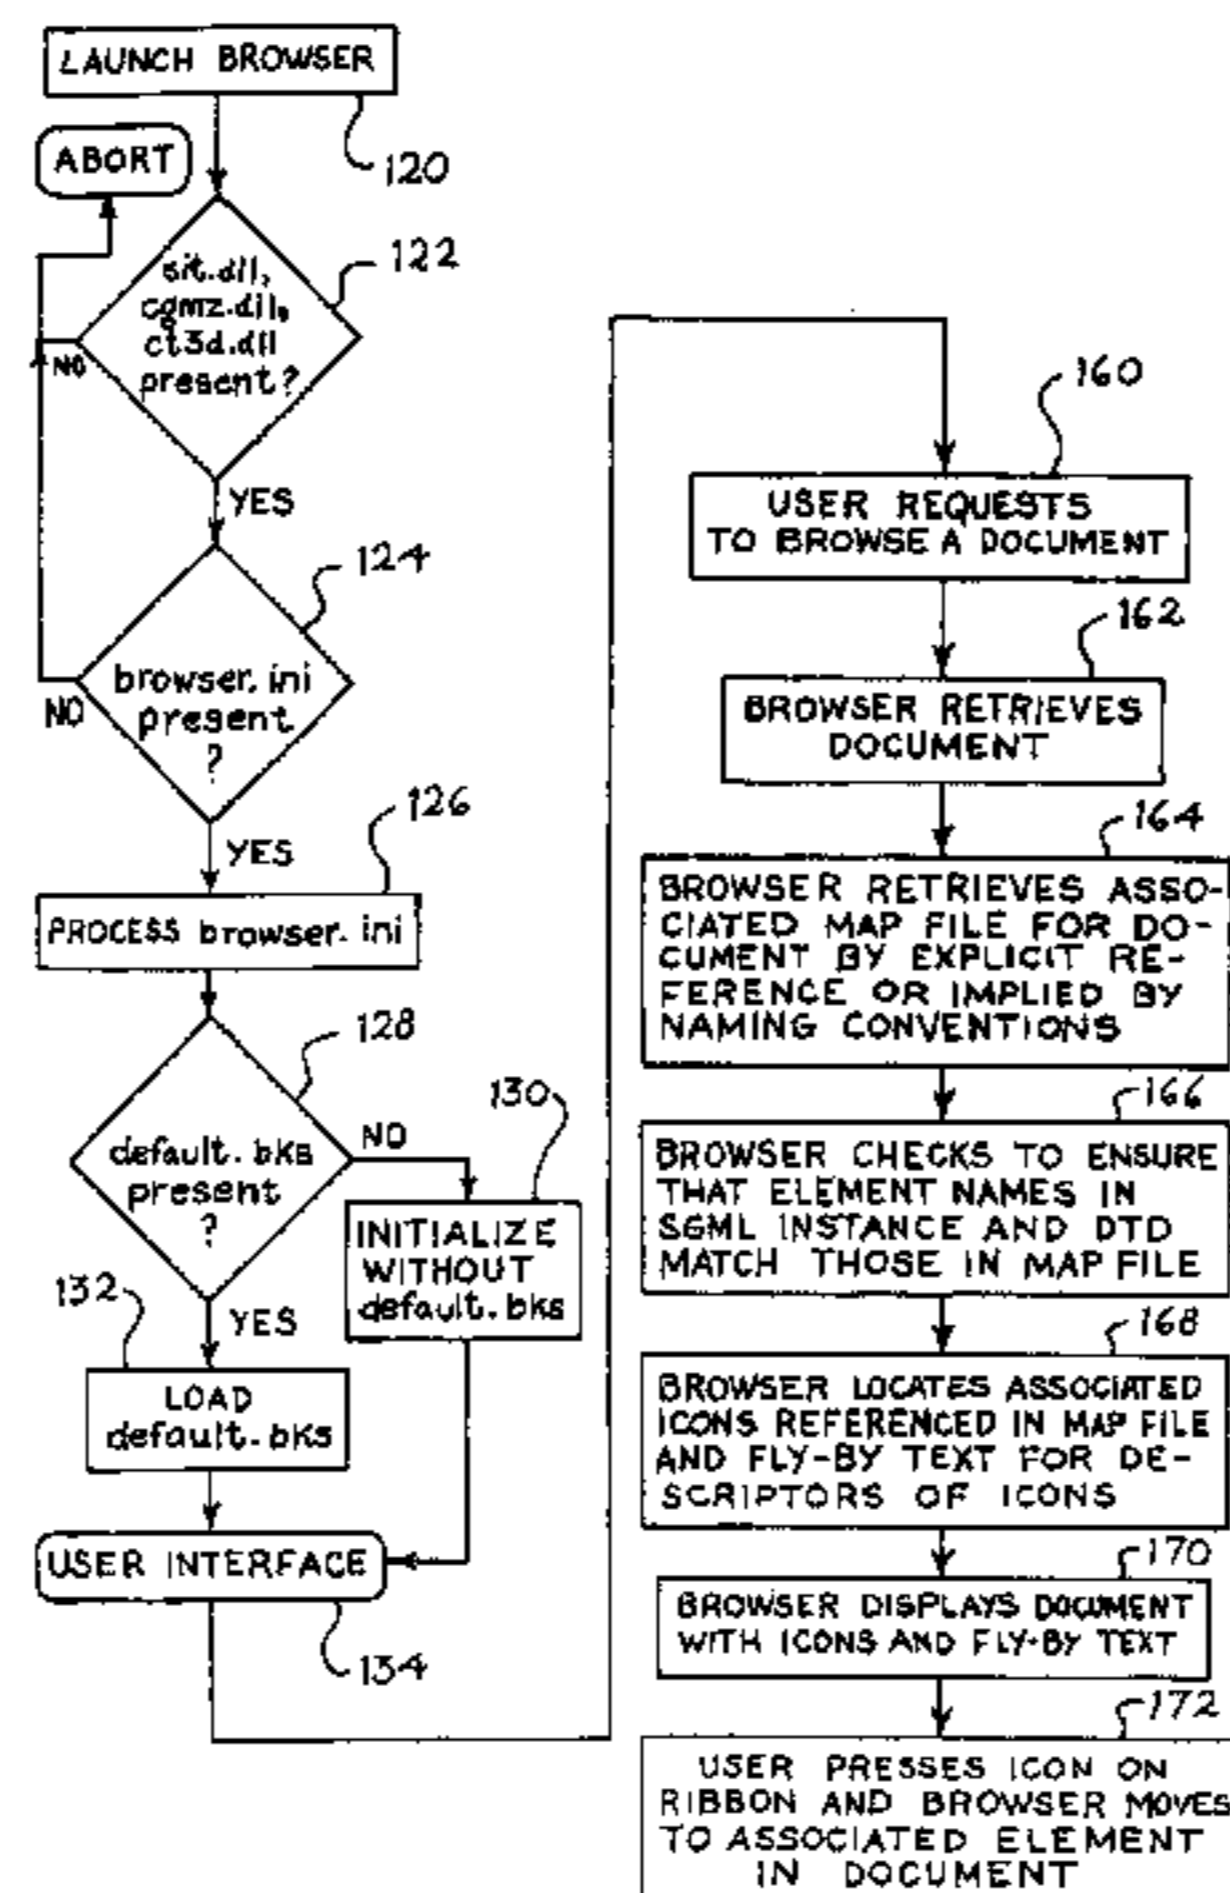 LAUNCH BROWSER
120
ABORT
sit.dll,
cgmz.dll,
ct3d.dll
present?
122
NO
YES
124
browser.ini
present
?
NO
YES
126
PROCESS browser.ini
128
default.bks
present
?
NO
130
INITIALIZE
WITHOUT
default.bks
YES
132
LOAD
default.bks
USER INTERFACE
134
160
USER REQUESTS
TO BROWSE A DOCUMENT
162
BROWSER RETRIEVES
DOCUMENT
164
BROWSER RETRIEVES ASSO-
CIATED MAP FILE FOR DO-
CUMENT BY EXPLICIT RE-
FERENCE OR IMPLIED BY
NAMING CONVENTIONS
166
BROWSER CHECKS TO ENSURE
THAT ELEMENT NAMES IN
SGML INSTANCE AND DTD
MATCH THOSE IN MAP FILE
168
BROWSER LOCATES ASSOCIATED
ICONS REFERENCED IN MAP FILE
AND FLY-BY TEXT FOR DE-
SCRIPTORS OF ICONS
170
BROWSER DISPLAYS DOCUMENT
WITH ICONS AND FLY-BY TEXT
172
USER PRESSES ICON ON
RIBBON AND BROWSER MOVES
TO ASSOCIATED ELEMENT
IN DOCUMENT